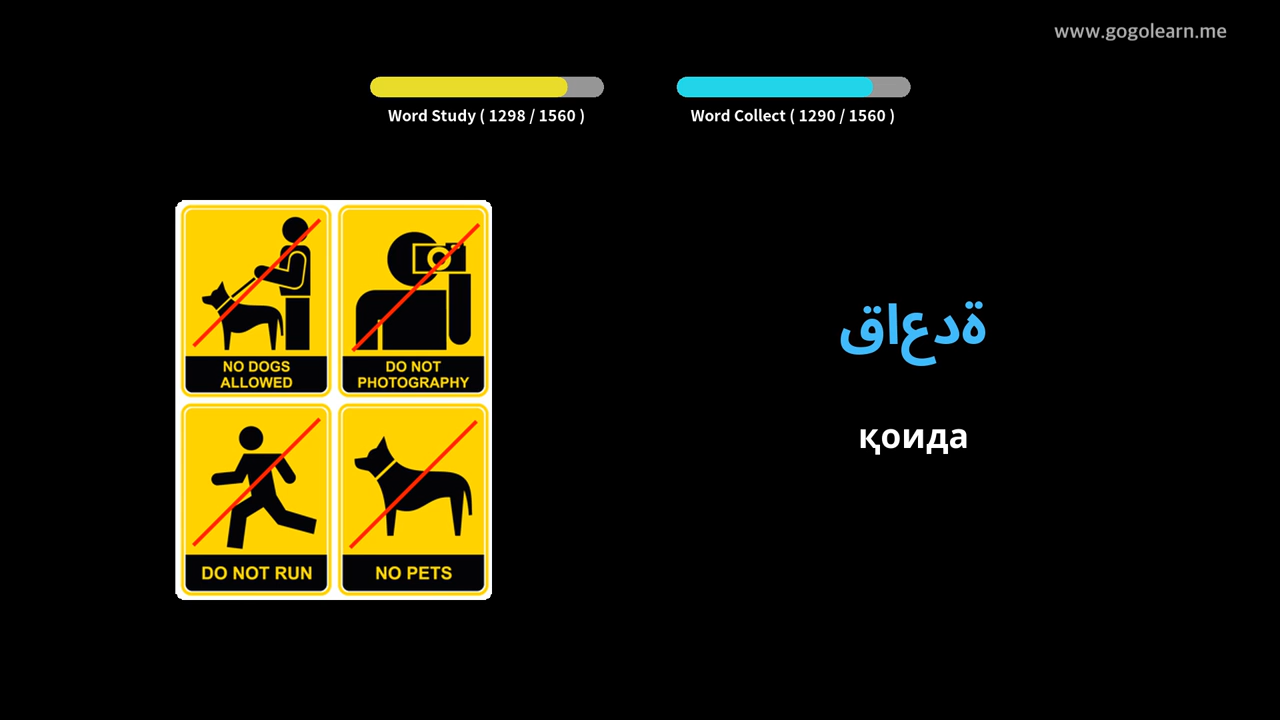 www.gogolearn.me
Word Study ( 1298 / 1560 )
Word Collect ( 1290 / 1560 )
NO DOGS
ALLOWED
DO NOT
PHOTOGRAPHY
DO NOT RUN
NO PETS
قاعدة
қоида